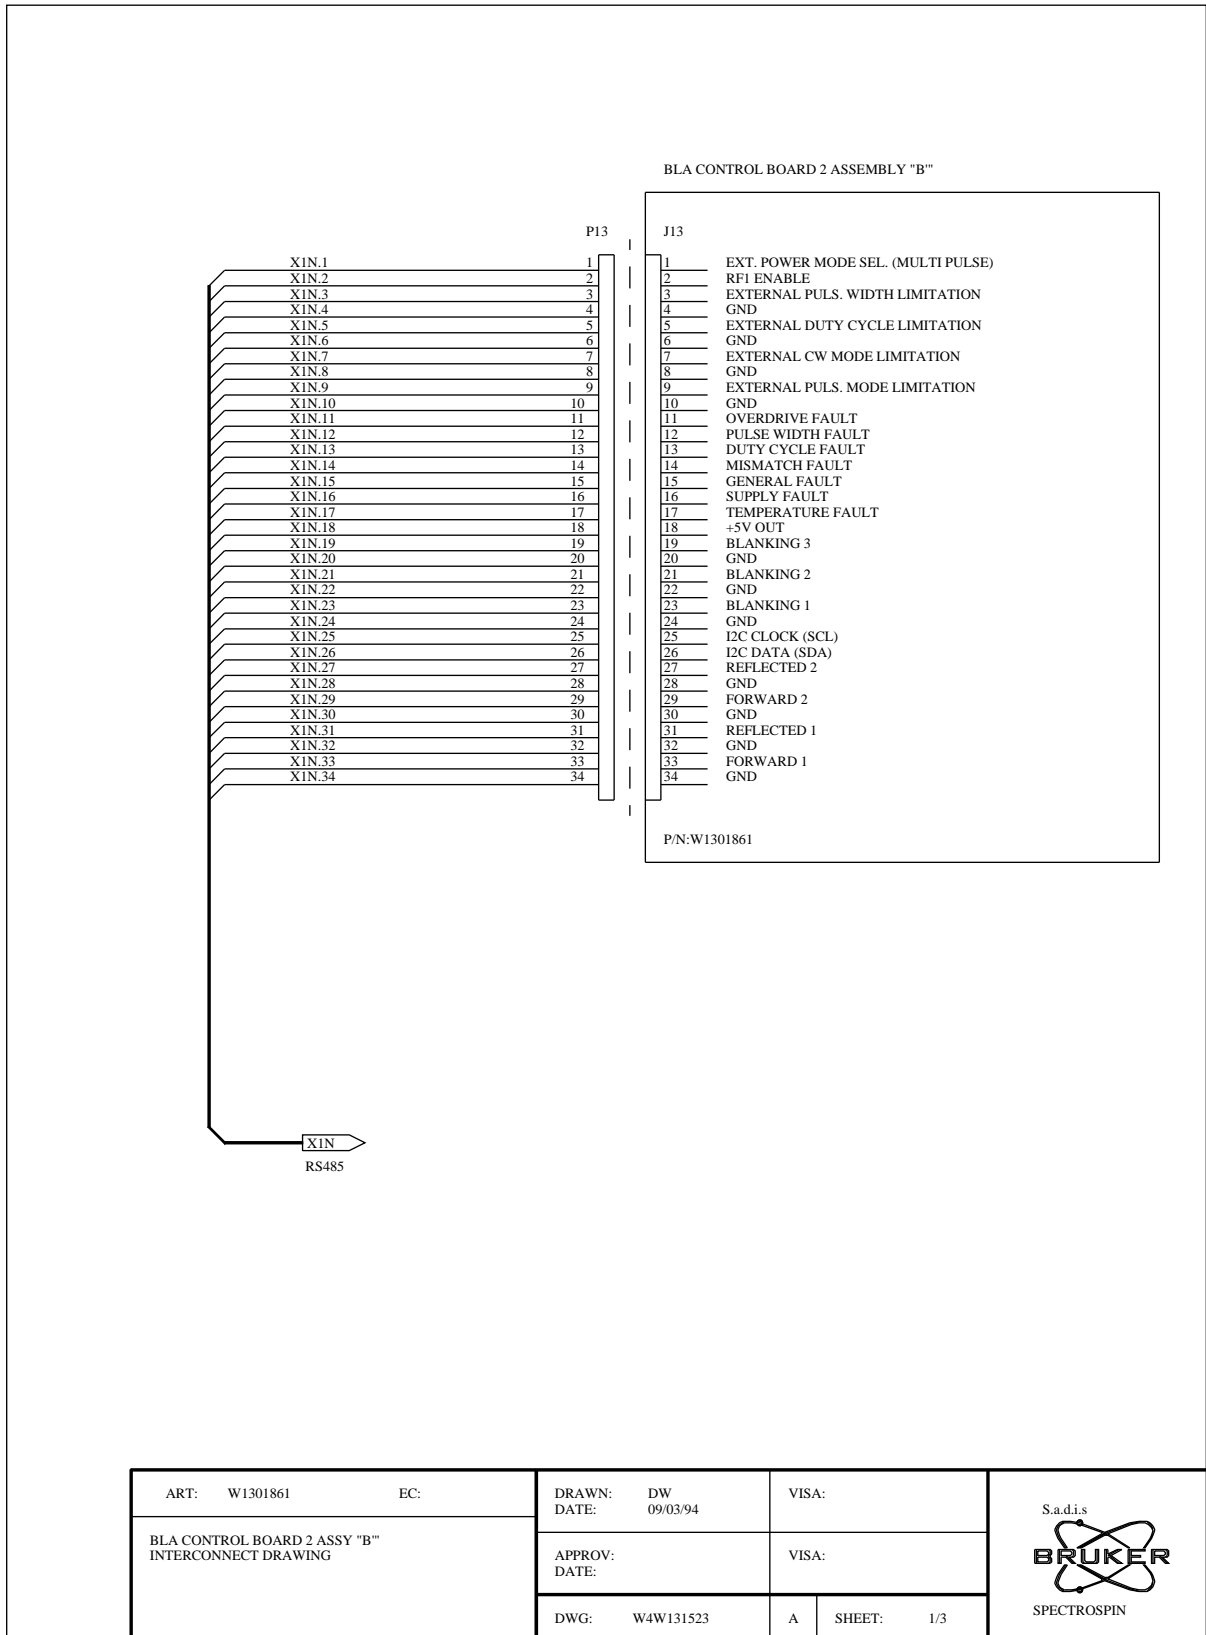 BLA CONTROL BOARD 2 ASSEMBLY "B'"
P13 J13
X1N.1 1 1 EXT. POWER MODE SEL. (MULTI PULSE)
X1N.2 2 2 RF1 ENABLE
X1N.3 3 3 EXTERNAL PULS. WIDTH LIMITATION
X1N.4 4 4 GND
X1N.5 5 5 EXTERNAL DUTY CYCLE LIMITATION
X1N.6 6 6 GND
X1N.7 7 7 EXTERNAL CW MODE LIMITATION
X1N.8 8 8 GND
X1N.9 9 9 EXTERNAL PULS. MODE LIMITATION
X1N.10 10 10 GND
X1N.11 11 11 OVERDRIVE FAULT
X1N.12 12 12 PULSE WIDTH FAULT
X1N.13 13 13 DUTY CYCLE FAULT
X1N.14 14 14 MISMATCH FAULT
X1N.15 15 15 GENERAL FAULT
X1N.16 16 16 SUPPLY FAULT
X1N.17 17 17 TEMPERATURE FAULT
X1N.18 18 18 +5V OUT
X1N.19 19 19 BLANKING 3
X1N.20 20 20 GND
X1N.21 21 21 BLANKING 2
X1N.22 22 22 GND
X1N.23 23 23 BLANKING 1
X1N.24 24 24 GND
X1N.25 25 25 I2C CLOCK (SCL)
X1N.26 26 26 I2C DATA (SDA)
X1N.27 27 27 REFLECTED 2
X1N.28 28 28 GND
X1N.29 29 29 FORWARD 2
X1N.30 30 30 GND
X1N.31 31 31 REFLECTED 1
X1N.32 32 32 GND
X1N.33 33 33 FORWARD 1
X1N.34 34 34 GND
P/N:W1301861
X1N
RS485
ART: W1301861 EC:
BLA CONTROL BOARD 2 ASSY "B'"
INTERCONNECT DRAWING
DRAWN: DW
DATE: 09/03/94
VISA:
APPROV:
DATE:
VISA:
DWG: W4W131523 A SHEET: 1/3
S.a.d.i.s
BRUKER
SPECTROSPIN